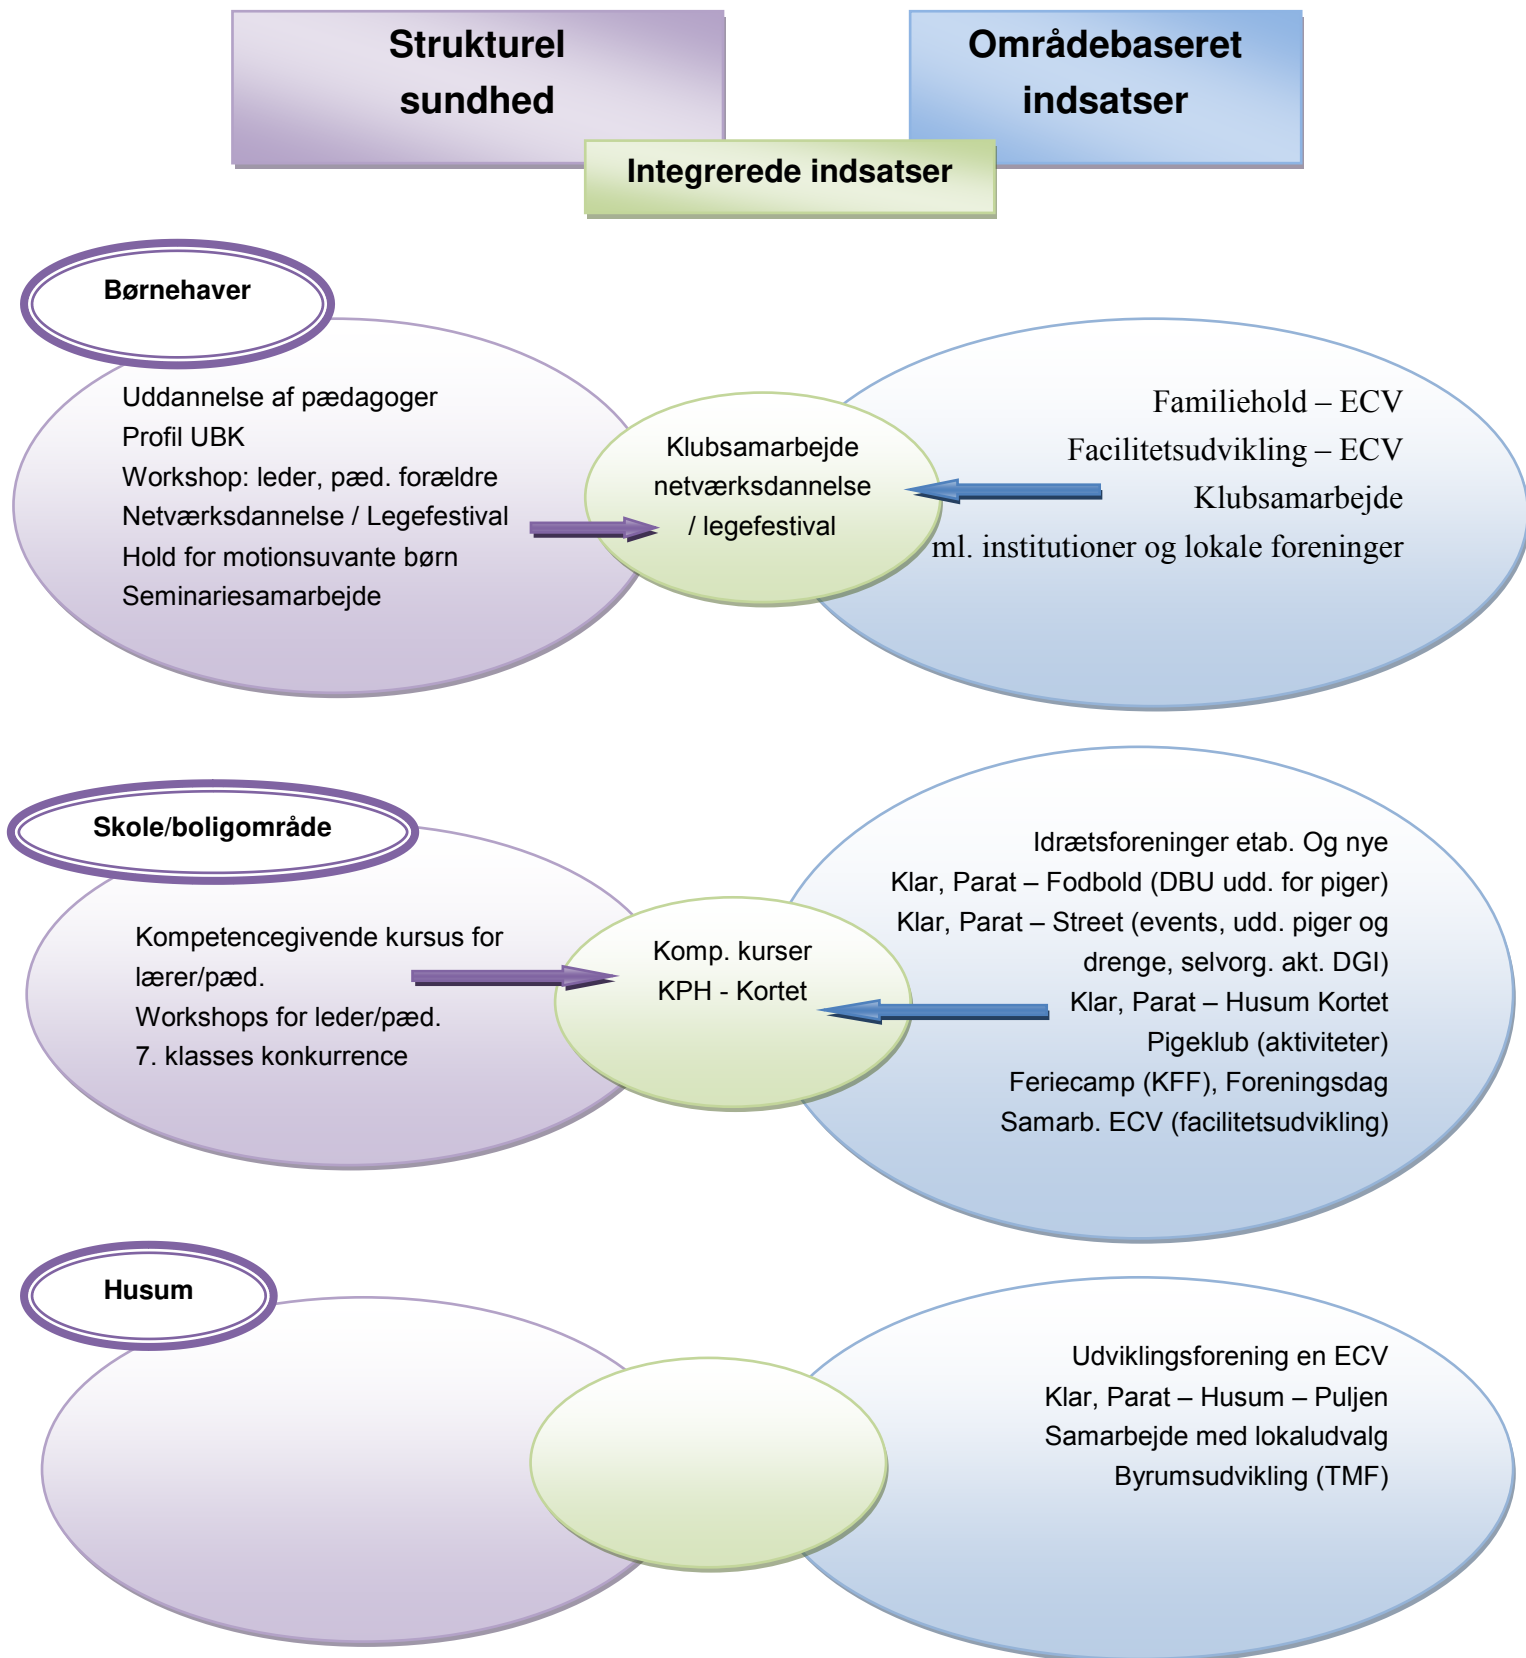 Strukturel
sundhed
Områdebaseret
indsatser
Integrerede indsatser
Børnehaver
Uddannelse af pædagoger
Profil UBK
Workshop: leder, pæd. forældre
Netværksdannelse / Legefestival
Hold for motionsuvante børn
Seminariesamarbejde
Klubsamarbejde
netværksdannelse
/ legefestival
Familiehold – ECV
Facilitetsudvikling – ECV
Klubsamarbejde
ml. institutioner og lokale foreninger
Skole/boligområde
Kompetencegivende kursus for
lærer/pæd.
Workshops for leder/pæd.
7. klasses konkurrence
Komp. kurser
KPH - Kortet
Idrætsforeninger etab. Og nye
Klar, Parat – Fodbold (DBU udd. for piger)
Klar, Parat – Street (events, udd. piger og
drenge, selvorg. akt. DGI)
Klar, Parat – Husum Kortet
Pigeklub (aktiviteter)
Feriecamp (KFF), Foreningsdag
Samarb. ECV (facilitetsudvikling)
Husum
Udviklingsforening en ECV
Klar, Parat – Husum – Puljen
Samarbejde med lokaludvalg
Byrumsudvikling (TMF)